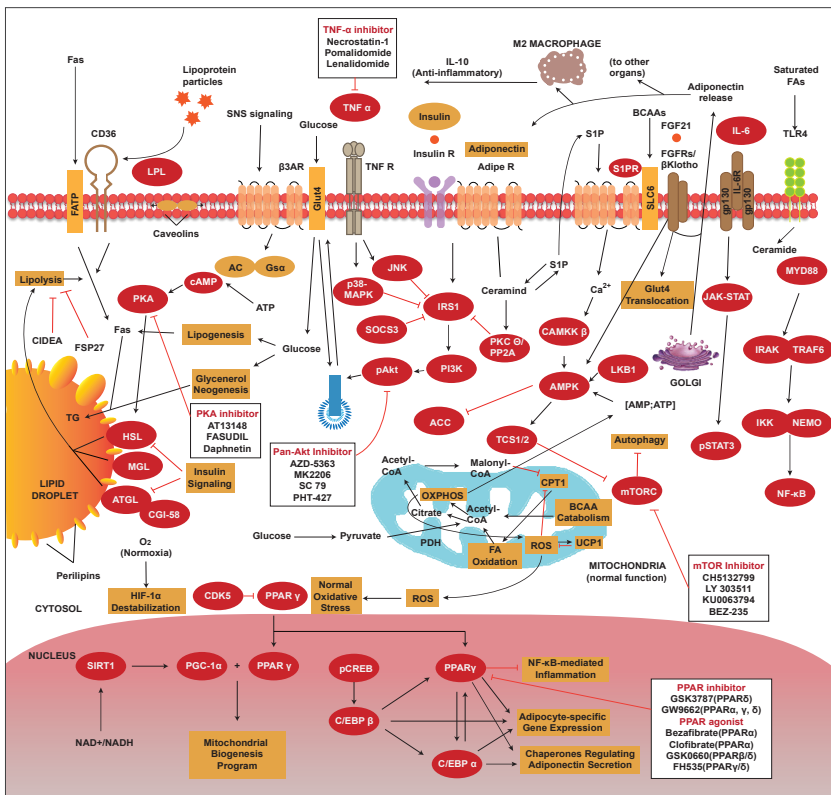 TNF-α inhibitor
Necrostatin-1
Pomalidomide
Lenalidomide
Fas
Lipoprotein
particles
CD36
LPL
SNS signaling
β3AR
Glucose
TNF α
TNF R
IL-10
(Anti-inflammatory)
M2 MACROPHAGE
(to other
organs)
Adiponectin
release
Saturated
FAs
Insulin
Insulin R
Adiponectin
Adipe R
S1P
S1PR
BCAAs
FGF21
FGFRs/
βKlotho
IL-6
TLR4
FATP
Caveolins
Glut4
SLC6
gp130
IL-6R
gp130
Lipolysis
CIDEA
FSP27
PKA
cAMP
AC
Gsα
ATP
p38-
MAPK
JNK
SOCS3
IRS1
Ceramind
S1P
PKC Θ/
PP2A
Ca2+
CAMKK β
Glut4
Translocation
Ceramide
MYD88
JAK-STAT
Fas
Lipogenesis
Glucose
Glycenerol
Neogenesis
pAkt
PI3K
AMPK
LKB1
GOLGI
IRAK
TRAF6
[AMP;ATP]
ACC
TCS1/2
Autophagy
mTORC
pSTAT3
IKK
NEMO
NF-κB
TG
HSL
MGL
ATGL
CGI-58
LIPID
DROPLET
Insulin
Signaling
PKA inhibitor
AT13148
FASUDIL
Daphnetin
Pan-Akt Inhibitor
AZD-5363
MK2206
SC 79
PHT-427
Acetyl-
CoA
Malonyl-
CoA
CPT1
OXPHOS
Citrate
Acetyl-
CoA
BCAA
Catabolism
PDH
FA
Oxidation
ROS
UCP1
Glucose
Pyruvate
MITOCHONDRIA
(normal function)
mTOR Inhibitor
CH5132799
LY 303511
KU0063794
BEZ-235
Perilipins
O2
(Normoxia)
HIF-1α
Destabilization
CYTOSOL
CDK5
PPAR γ
Normal
Oxidative
Stress
ROS
NUCLEUS
SIRT1
PGC-1α
+
PPAR γ
pCREB
PPARγ
NF-κB-mediated
Inflammation
C/EBP β
C/EBP α
Adipocyte-specific
Gene Expression
Chaperones Regulating
Adiponectin Secretion
NAD+/NADH
Mitochondrial
Biogenesis
Program
PPAR inhibitor
GSK3787(PPARδ)
GW9662(PPARα, γ, δ)
PPAR agonist
Bezafibrate(PPARα)
Clofibrate(PPARα)
GSK0660(PPARβ/δ)
FH535(PPARγ/δ)